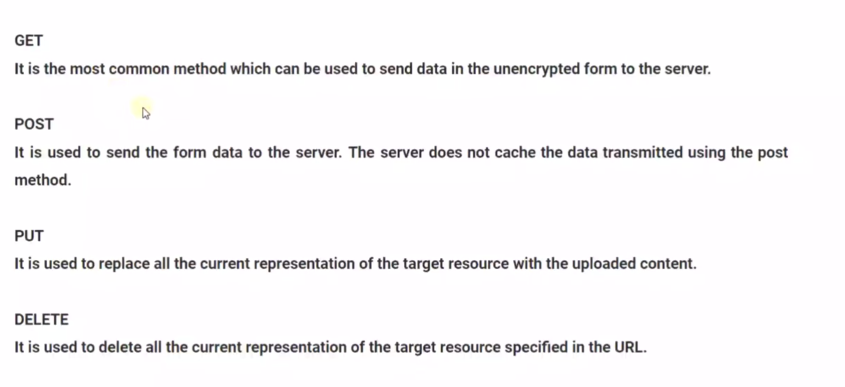 GET
It is the most common method which can be used to send data in the unencrypted form to the server.
POST
It is used to send the form data to the server. The server does not cache the data transmitted using the post
method.
PUT
It is used to replace all the current representation of the target resource with the uploaded content.
DELETE
It is used to delete all the current representation of the target resource specified in the URL.